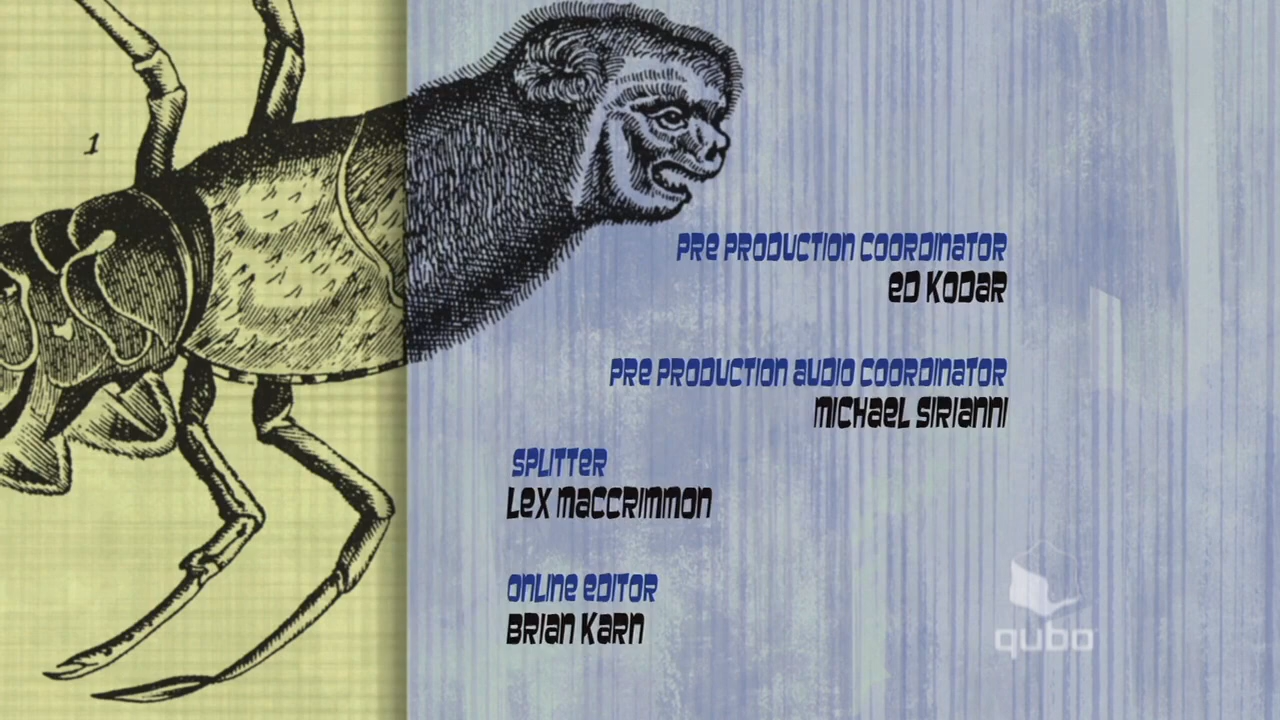 1
PRE PRODUCTION COORDINATOR
ED KODAR
PRE PRODUCTION AUDIO COORDINATOR
MICHAEL SIRIANNI
SPLITTER
LEX MACCRIMMON
ONLINE EDITOR
BRIAN KARN
qubo